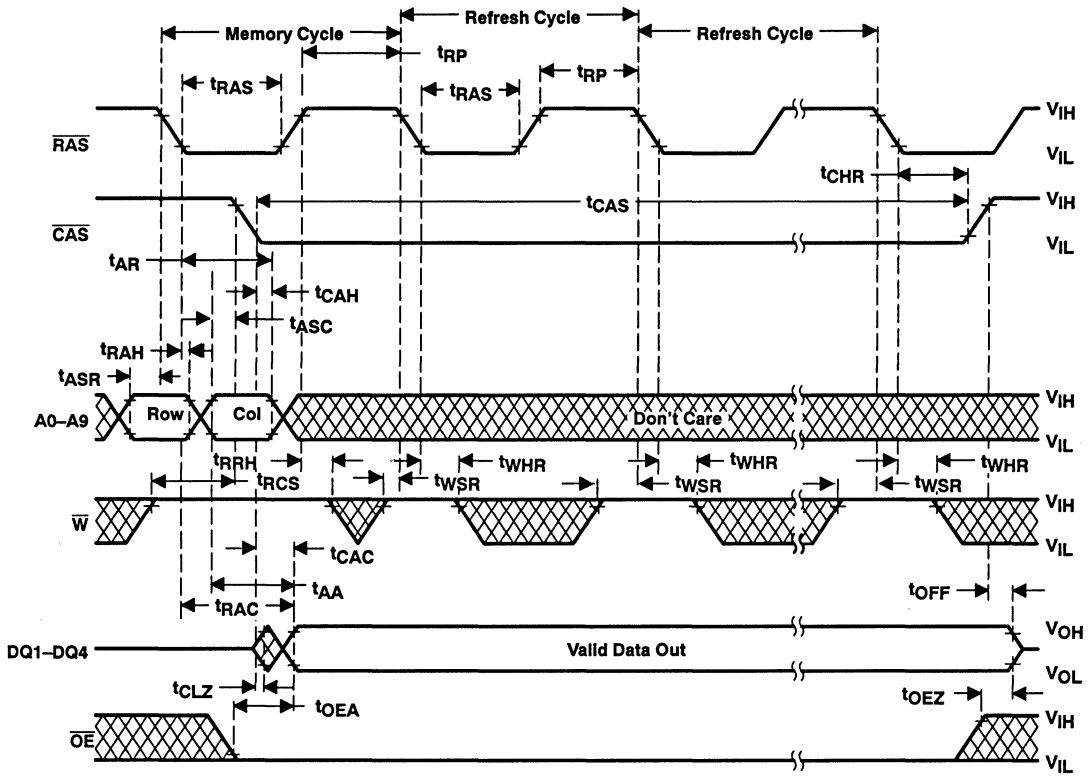 Refresh Cycle
Memory Cycle
Refresh Cycle
tRP
tRAS
tRP
tRAS
VIH
RAS
VIL
tCHR
tCAS
VIH
CAS
VIL
tAR
tCAH
tASC
tRAH
tASR
VIH
A0–A9
Row
Col
Don't Care
VIL
tRRH
tWHR
tWHR
tWHR
tRCS
tWSR
tWSR
tWSR
VIH
W
VIL
tCAC
tAA
tOFF
tRAC
VOH
DQ1–DQ4
Valid Data Out
VOL
tCLZ
tOEA
tOEZ
VIH
OE
VIL